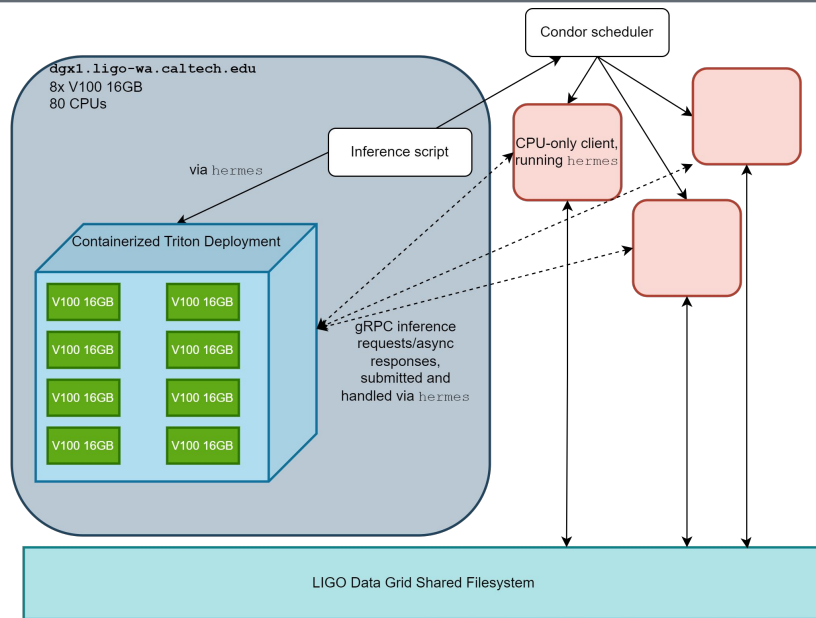 Condor scheduler
dgx1.ligo-wa.caltech.edu
8x V100 16GB
80 CPUs
Inference script
CPU-only client,
running hermes
via hermes
Containerized Triton Deployment
V100 16GB
V100 16GB
V100 16GB
V100 16GB
V100 16GB
V100 16GB
V100 16GB
V100 16GB
gRPC inference
requests/async
responses,
submitted and
handled via hermes
LIGO Data Grid Shared Filesystem